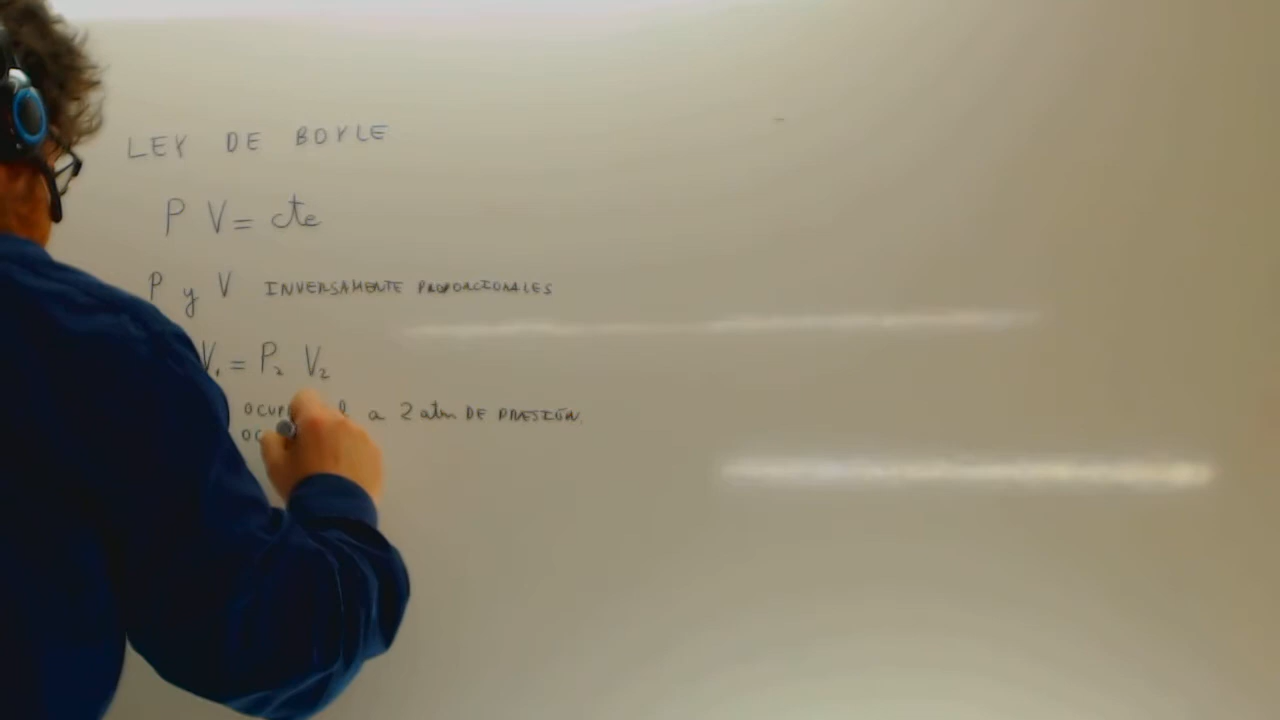 LEY DE BOYLE
P V = cte
P y V INVERSAMENTE PROPORCIONALES
V₁ = P₂ V₂
a 2 atm DE PRESIÓN.